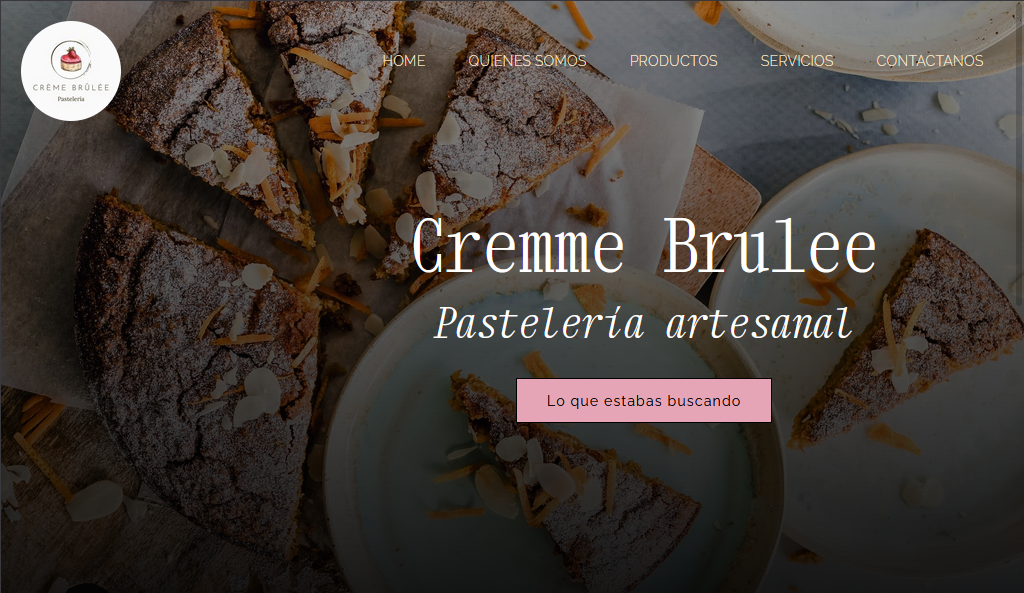 CRÈME BRÛLÉE
Pastelería
HOME QUIENES SOMOS PRODUCTOS SERVICIOS CONTACTANOS
Cremme Brulee
Pastelería artesanal
Lo que estabas buscando